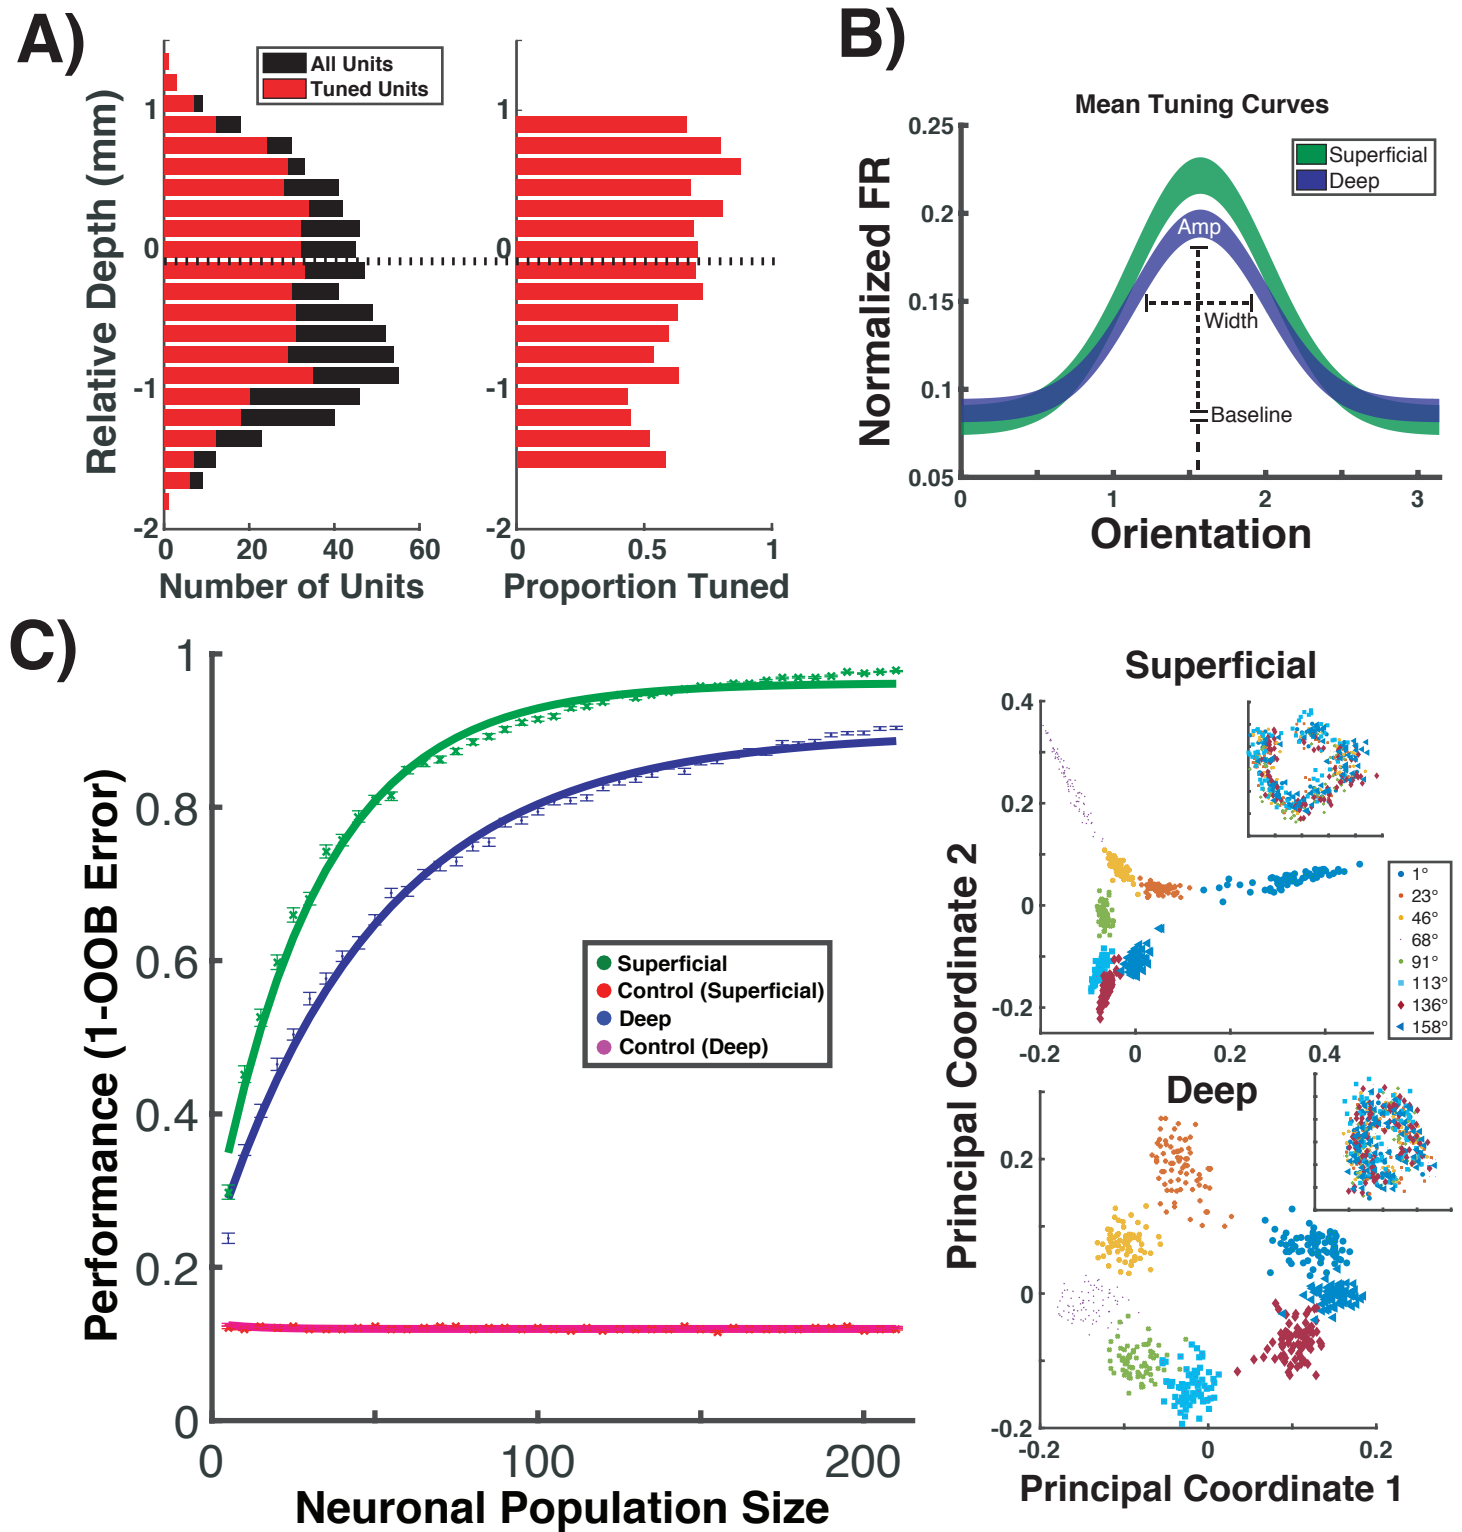 A)
All Units
Tuned Units
Relative Depth (mm)
1
0
-1
-2
0
20
40
60
Number of Units
1
0
-1
-2
0
0.5
1
Proportion Tuned
B)
Mean Tuning Curves
Superficial
Deep
Normalized FR
0.25
0.2
0.15
0.1
0.05
Amp
Width
Baseline
0
1
2
3
Orientation
C)
Performance (1-OOB Error)
1
0.8
0.6
0.4
0.2
0
Superficial
Control (Superficial)
Deep
Control (Deep)
0
100
200
Neuronal Population Size
Superficial
Principal Coordinate 2
0.4
0.2
0
-0.2
-0.2
0
0.2
0.4
1°
23°
46°
68°
91°
113°
136°
158°
Deep
0.2
0
-0.2
-0.2
0
0.2
Principal Coordinate 1